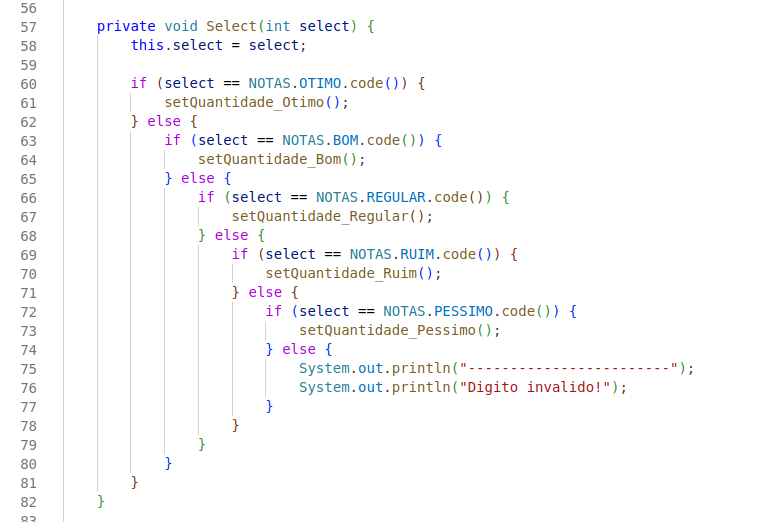 56
57 private void Select(int select) {
58 this.select = select;
59
60 if (select == NOTAS.OTIMO.code()) {
61 setQuantidade_Otimo();
62 } else {
63 if (select == NOTAS.BOM.code()) {
64 setQuantidade_Bom();
65 } else {
66 if (select == NOTAS.REGULAR.code()) {
67 setQuantidade_Regular();
68 } else {
69 if (select == NOTAS.RUIM.code()) {
70 setQuantidade_Ruim();
71 } else {
72 if (select == NOTAS.PESSIMO.code()) {
73 setQuantidade_Pessimo();
74 } else {
75 System.out.println("------------------------");
76 System.out.println("Digito invalido!");
77 }
78 }
79 }
80 }
81 }
82 }
83